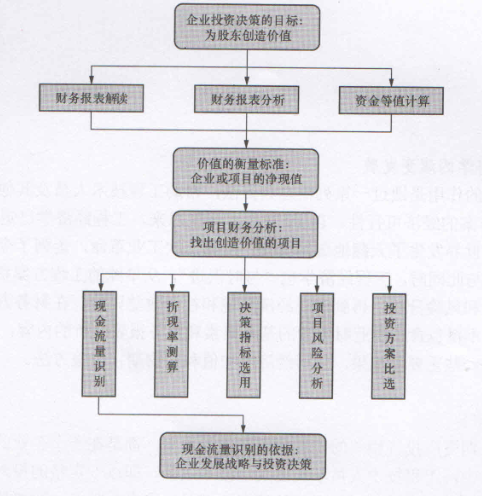 企业投资决策的目标：
为股东创造价值
财务报表解读
财务报表分析
资金等值计算
价值的衡量标准：
企业或项目的净现值
项目财务分析：
找出创造价值的项目
现金流量识别
折现率测算
决策指标选用
项目风险分析
投资方案比选
现金流量识别的依据：
企业发展战略与投资决策